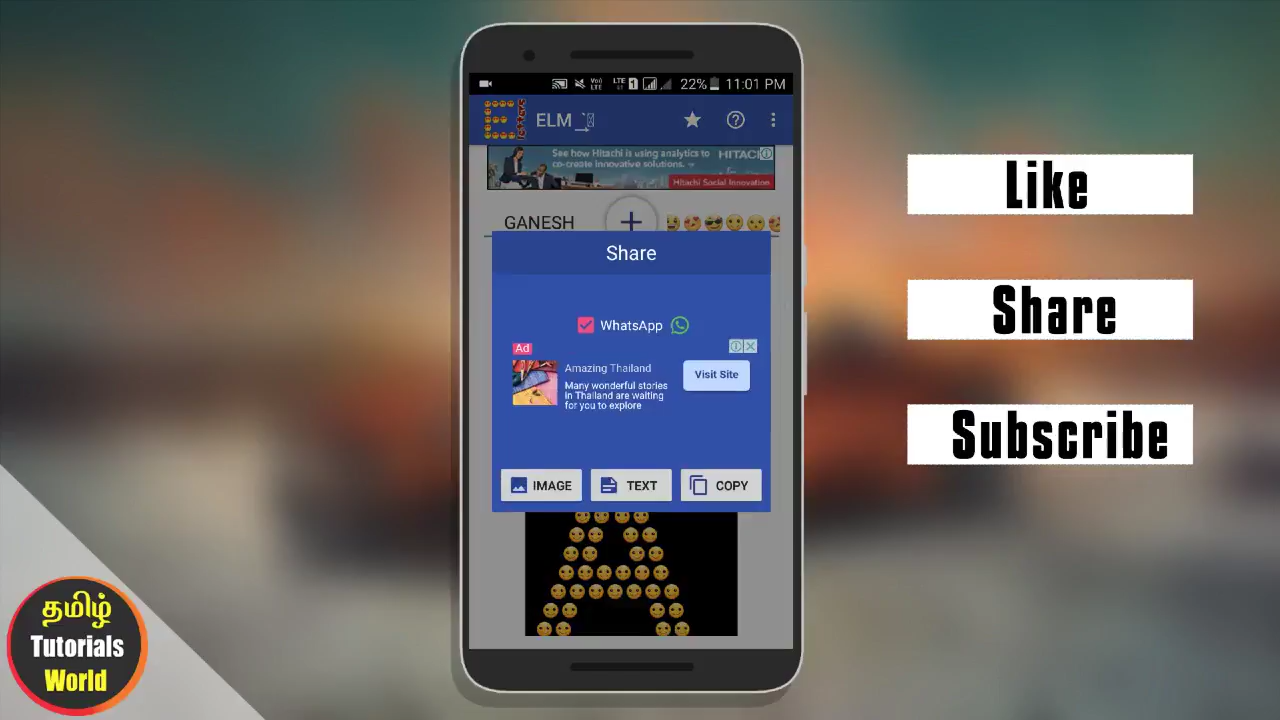 22% 11:01 PM
ELM
See how Hitachi is using analytics to
co-create innovative solutions.
Hitachi Social Innovation
GANESH
Share
WhatsApp
Ad
Amazing Thailand
Visit Site
Many wonderful stories
in Thailand are waiting
for you to explore
IMAGE TEXT COPY
Like
Share
Subscribe
தமிழ்
Tutorials
World